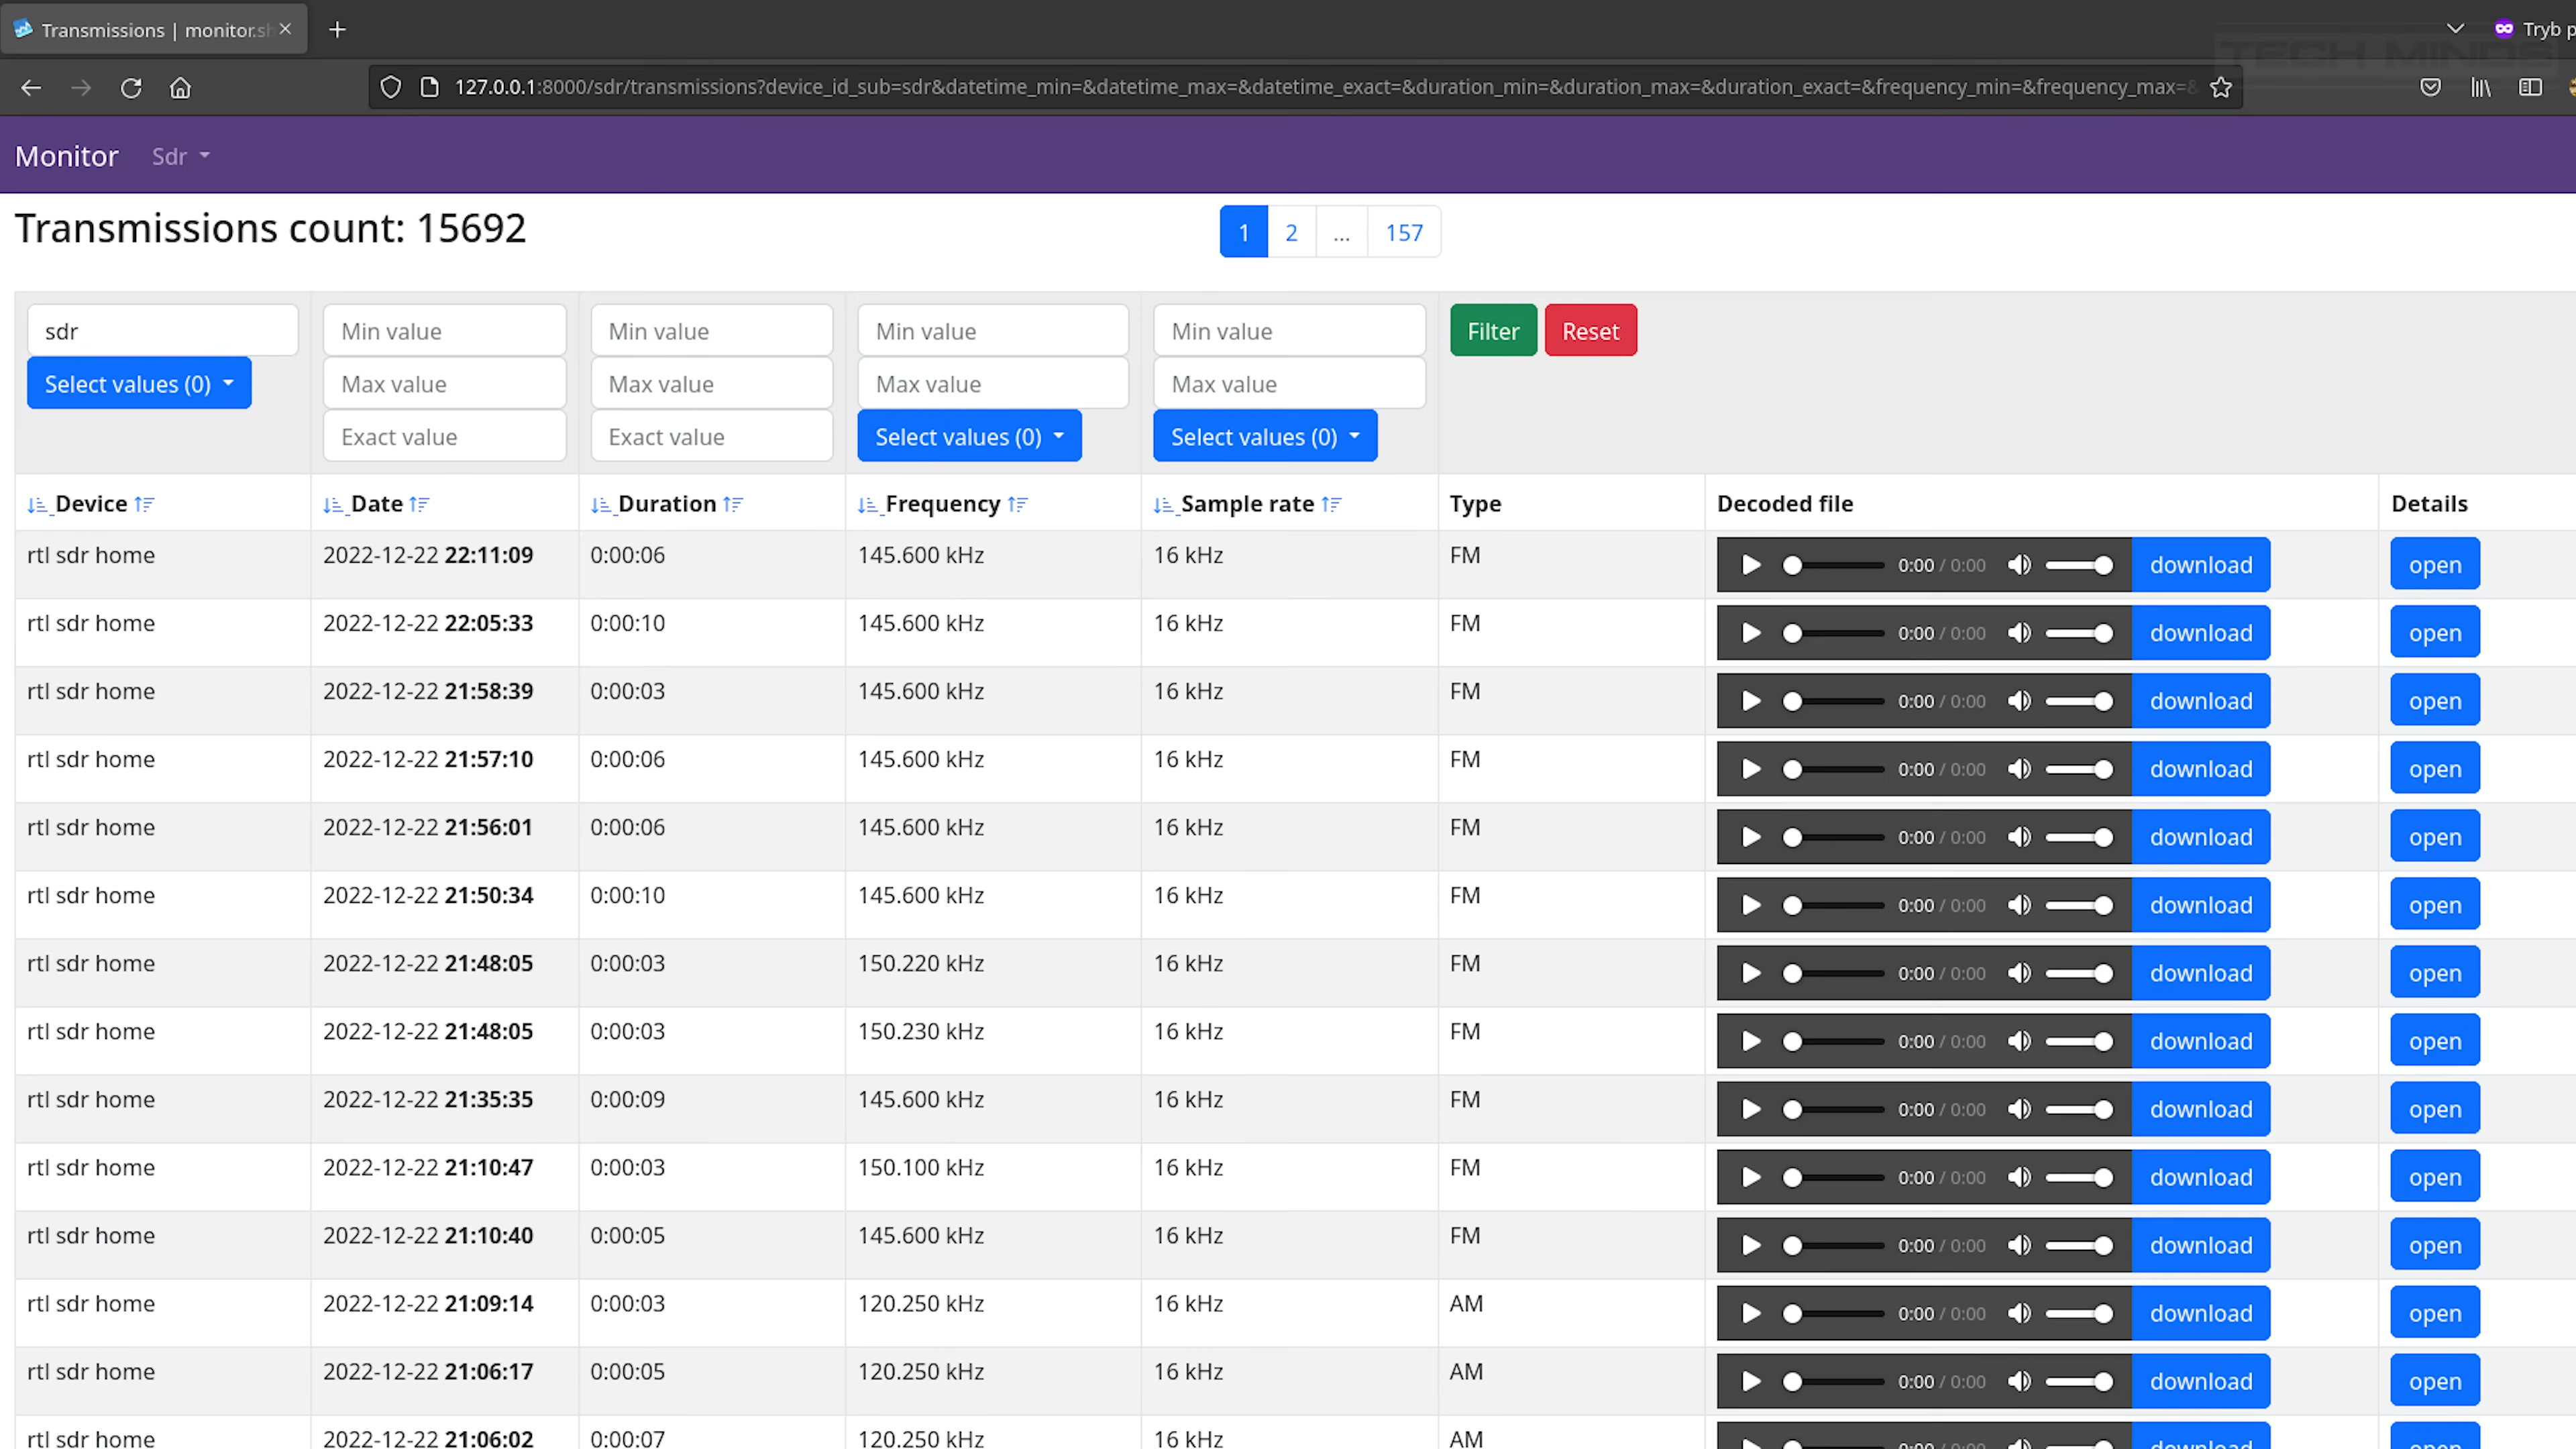 Transmissions | monitor.sh
Tryb p
TECH MINDS
127.0.0.1:8000/sdr/transmissions?device_id_sub=sdr&datetime_min=&datetime_max=&datetime_exact=&duration_min=&duration_max=&duration_exact=&frequency_min=&frequency_max=&
Monitor Sdr
Transmissions count: 15692
1 2 ... 157
sdr Min value Min value Min value Min value Filter Reset
Select values (0) Max value Max value Max value Max value
Exact value Exact value Select values (0) Select values (0)
Device Date Duration Frequency Sample rate Type Decoded file Details
rtl sdr home 2022-12-22 22:11:09 0:00:06 145.600 kHz 16 kHz FM 0:00 / 0:00 download open
rtl sdr home 2022-12-22 22:05:33 0:00:10 145.600 kHz 16 kHz FM 0:00 / 0:00 download open
rtl sdr home 2022-12-22 21:58:39 0:00:03 145.600 kHz 16 kHz FM 0:00 / 0:00 download open
rtl sdr home 2022-12-22 21:57:10 0:00:06 145.600 kHz 16 kHz FM 0:00 / 0:00 download open
rtl sdr home 2022-12-22 21:56:01 0:00:06 145.600 kHz 16 kHz FM 0:00 / 0:00 download open
rtl sdr home 2022-12-22 21:50:34 0:00:10 145.600 kHz 16 kHz FM 0:00 / 0:00 download open
rtl sdr home 2022-12-22 21:48:05 0:00:03 150.220 kHz 16 kHz FM 0:00 / 0:00 download open
rtl sdr home 2022-12-22 21:48:05 0:00:03 150.230 kHz 16 kHz FM 0:00 / 0:00 download open
rtl sdr home 2022-12-22 21:35:35 0:00:09 145.600 kHz 16 kHz FM 0:00 / 0:00 download open
rtl sdr home 2022-12-22 21:10:47 0:00:03 150.100 kHz 16 kHz FM 0:00 / 0:00 download open
rtl sdr home 2022-12-22 21:10:40 0:00:05 145.600 kHz 16 kHz FM 0:00 / 0:00 download open
rtl sdr home 2022-12-22 21:09:14 0:00:03 120.250 kHz 16 kHz AM 0:00 / 0:00 download open
rtl sdr home 2022-12-22 21:06:17 0:00:05 120.250 kHz 16 kHz AM 0:00 / 0:00 download open
rtl sdr home 2022-12-22 21:06:02 0:00:07 120.250 kHz 16 kHz AM 0:00 / 0:00 download open